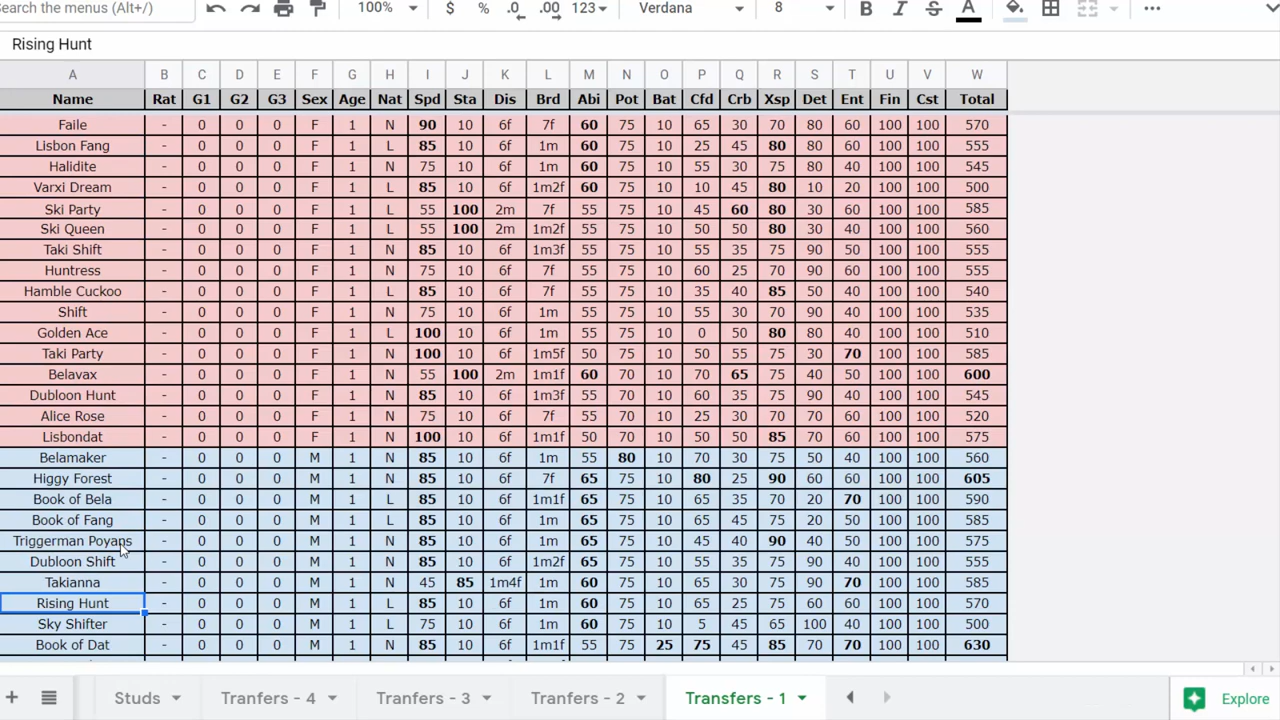 Search the menus (Alt+/) 100% $ % .0 .00 123 Verdana 8 B I S A ...
Rising Hunt
A B C D E F G H I J K L M N O P Q R S T U V W
Name Rat G1 G2 G3 Sex Age Nat Spd Sta Dis Brd Abi Pot Bat Cfd Crb Xsp Det Ent Fin Cst Total
Faile - 0 0 0 F 1 N 90 10 6f 7f 60 75 10 65 30 70 80 60 100 100 570
Lisbon Fang - 0 0 0 F 1 L 85 10 6f 1m 60 75 10 25 45 80 80 60 100 100 555
Halidite - 0 0 0 F 1 N 75 10 6f 1m 60 75 10 55 30 75 80 40 100 100 545
Varxi Dream - 0 0 0 F 1 L 85 10 6f 1m2f 60 75 10 10 45 80 10 20 100 100 500
Ski Party - 0 0 0 F 1 L 55 100 2m 7f 55 75 10 45 60 80 30 60 100 100 585
Ski Queen - 0 0 0 F 1 L 55 100 2m 1m2f 55 75 10 50 50 80 30 40 100 100 560
Taki Shift - 0 0 0 F 1 N 85 10 6f 1m3f 55 75 10 55 35 75 90 50 100 100 555
Huntress - 0 0 0 F 1 N 75 10 6f 7f 55 75 10 60 25 70 90 60 100 100 555
Hamble Cuckoo - 0 0 0 F 1 L 85 10 6f 7f 55 75 10 35 40 85 50 40 100 100 540
Shift - 0 0 0 F 1 N 75 10 6f 1m 55 75 10 55 30 70 90 40 100 100 535
Golden Ace - 0 0 0 F 1 L 100 10 6f 1m 55 75 10 0 50 80 80 40 100 100 510
Taki Party - 0 0 0 F 1 N 100 10 6f 1m5f 50 75 10 50 55 75 30 70 100 100 585
Belavax - 0 0 0 F 1 N 55 100 2m 1m1f 60 75 10 70 65 75 40 50 100 100 600
Dubloon Hunt - 0 0 0 F 1 N 85 10 6f 1m3f 55 70 10 60 35 75 90 40 100 100 545
Alice Rose - 0 0 0 F 1 N 75 10 6f 7f 55 70 10 25 30 70 70 60 100 100 520
Lisbondat - 0 0 0 F 1 N 100 10 6f 1m1f 50 70 10 50 50 85 70 60 100 100 575
Belamaker - 0 0 0 M 1 N 85 10 6f 1m 55 80 10 70 30 75 50 40 100 100 560
Higgy Forest - 0 0 0 M 1 N 85 10 6f 7f 65 75 10 80 25 90 60 60 100 100 605
Book of Bela - 0 0 0 M 1 L 85 10 6f 1m1f 65 75 10 65 35 70 20 70 100 100 590
Book of Fang - 0 0 0 M 1 L 85 10 6f 1m 65 75 10 65 45 75 20 50 100 100 585
Triggerman Poyans - 0 0 0 M 1 N 85 10 6f 1m 65 75 10 45 40 90 40 50 100 100 575
Dubloon Shift - 0 0 0 M 1 N 85 10 6f 1m2f 65 75 10 55 35 75 90 40 100 100 555
Takianna - 0 0 0 M 1 N 45 85 1m4f 1m 60 75 10 65 30 75 90 70 100 100 585
Rising Hunt - 0 0 0 M 1 L 85 10 6f 1m 60 75 10 65 25 75 60 60 100 100 570
Sky Shifter - 0 0 0 M 1 L 75 10 6f 1m 60 75 10 5 45 65 100 40 100 100 500
Book of Dat - 0 0 0 M 1 N 85 10 6f 1m1f 65 75 25 75 45 85 70 70 100 100 630
Studs Tranfers - 4 Tranfers - 3 Tranfers - 2 Transfers - 1 Explore